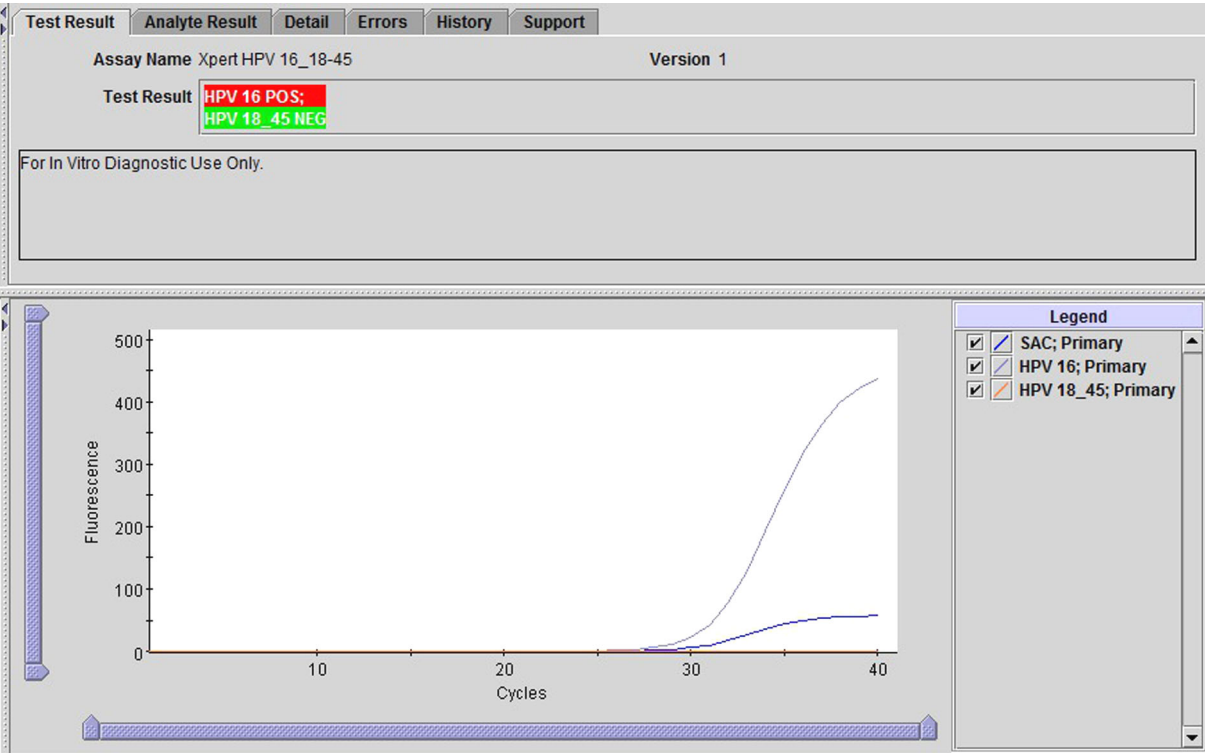 Test Result Analyte Result Detail Errors History Support
Assay Name Xpert HPV 16_18-45 Version 1
Test Result HPV 16 POS;
HPV 18_45 NEG
For In Vitro Diagnostic Use Only.
Legend
SAC; Primary
HPV 16; Primary
HPV 18_45; Primary
500
400
300
200
100
0
Fluorescence
10 20 30 40
Cycles